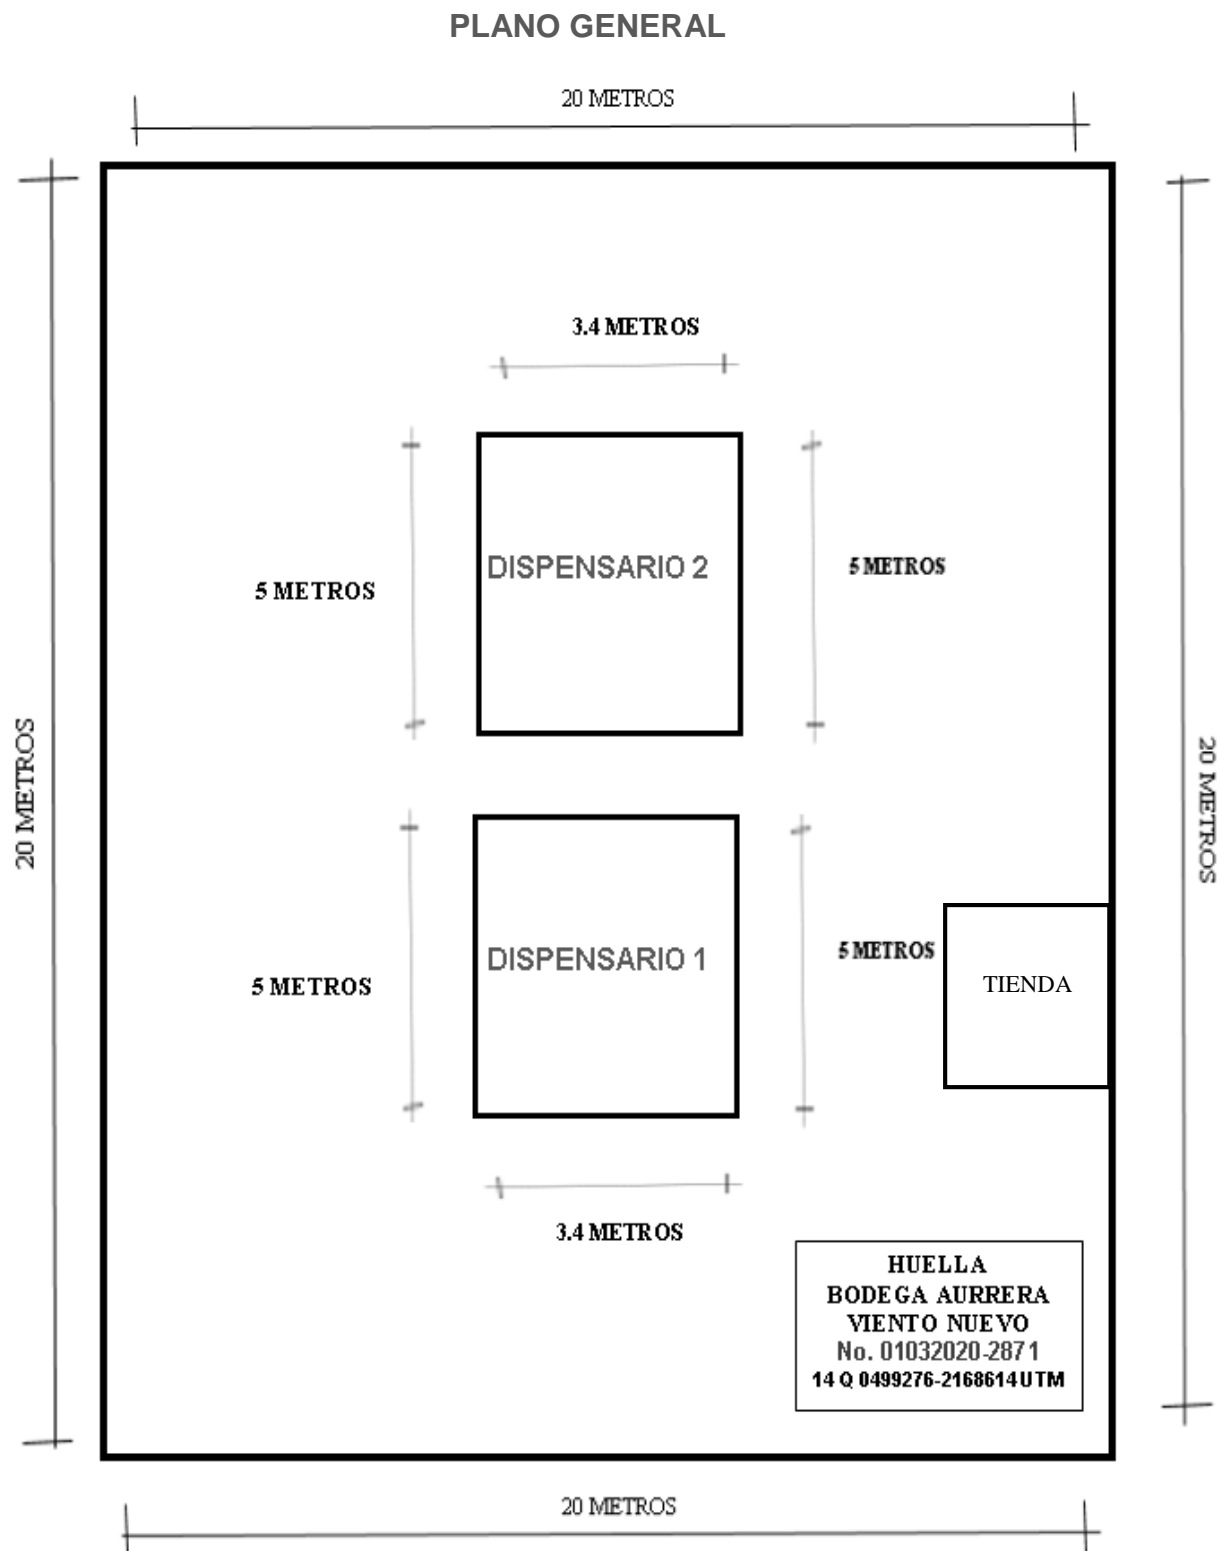 PLANO GENERAL
20 METROS
3.4 METROS
DISPENSARIO 2
5 METROS
5 METROS
20 METROS
20 METROS
DISPENSARIO 1
5 METROS
5 METROS
TIENDA
3.4 METROS
HUELLA
BODEGA AURRERA
VIENTO NUEVO
No. 01032020-2871
14 Q 0499276-2168614 UTM
20 METROS